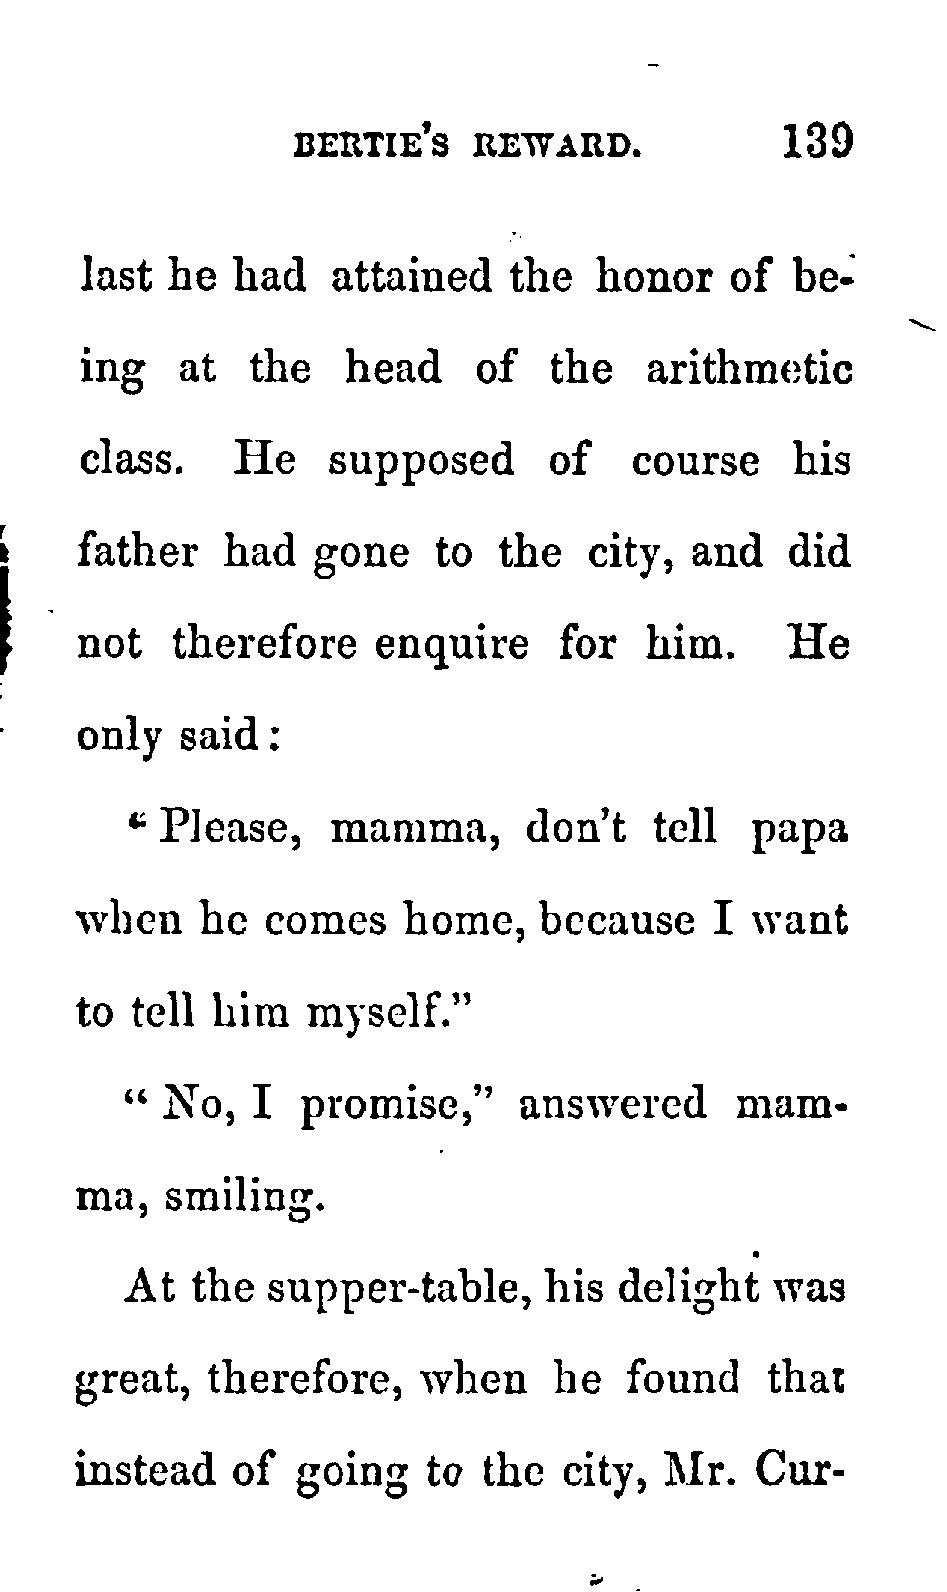 BERTIE'S REWARD. 139
last he had attained the honor of be-
ing at the head of the arithmetic
class. He supposed of course his
father had gone to the city, and did
not therefore enquire for him. He
only said:
"Please, mamma, don't tell papa
when he comes home, because I want
to tell him myself."
"No, I promise," answered mam-
ma, smiling.
At the supper-table, his delight was
great, therefore, when he found that
instead of going to the city, Mr. Cur-